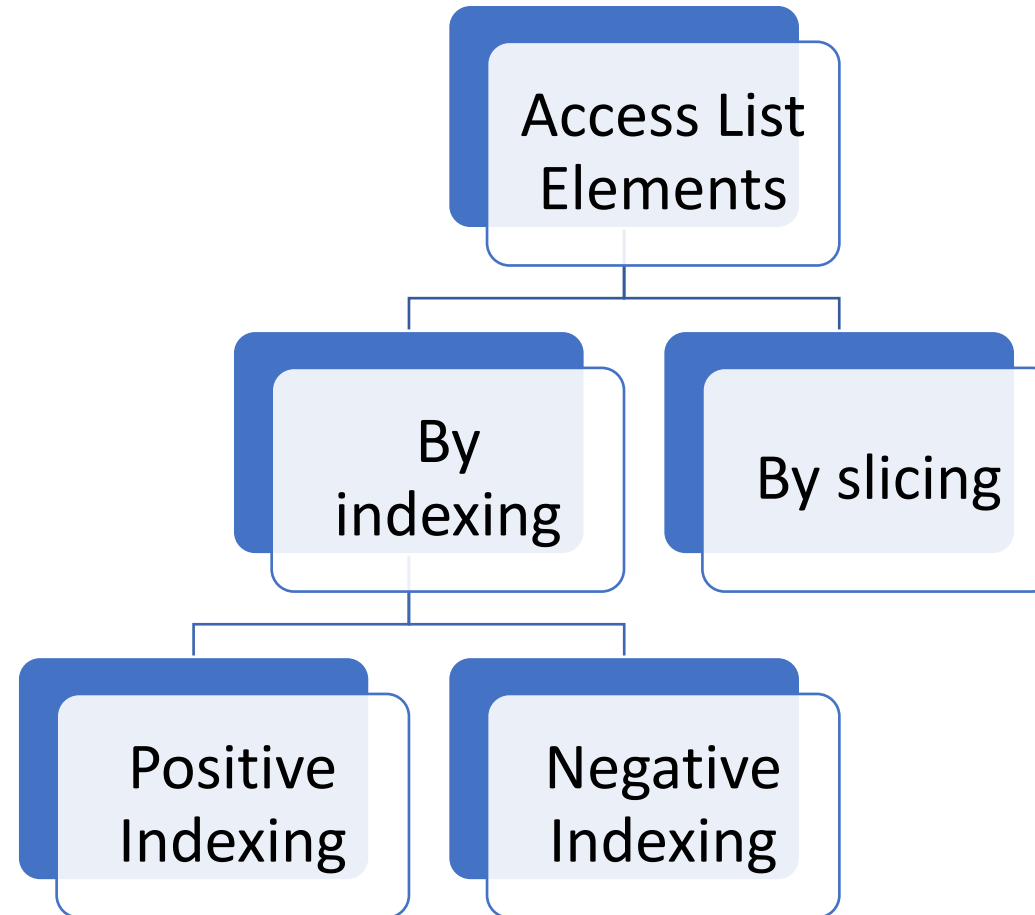 Access List
Elements
By
indexing
By slicing
Positive
Indexing
Negative
Indexing